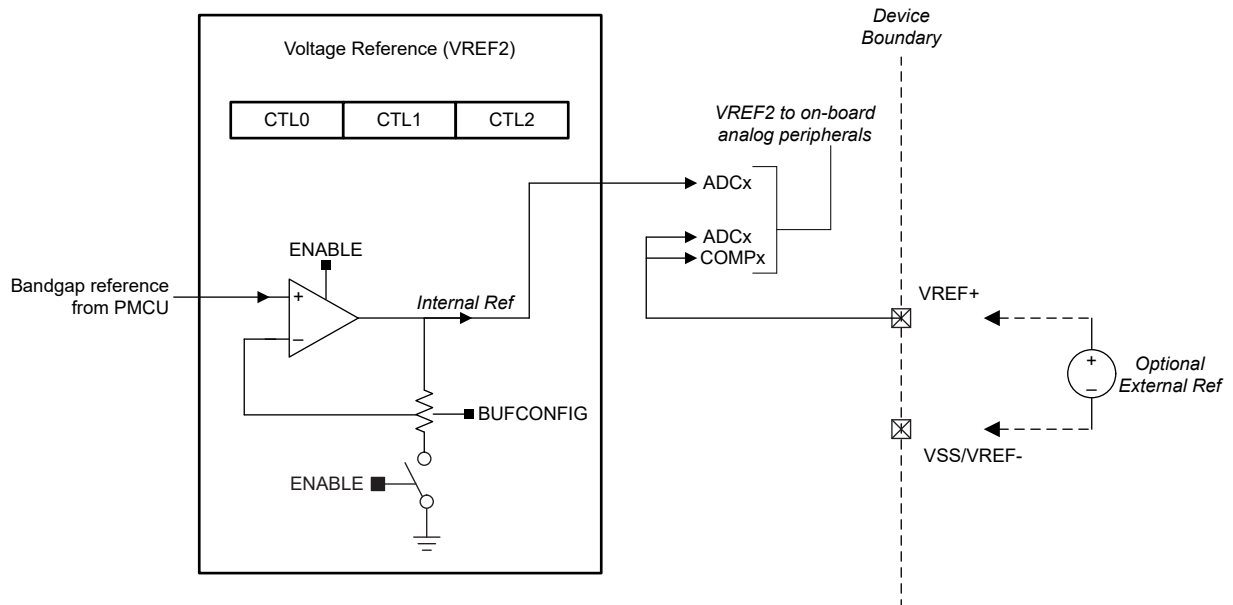 Device
Boundary
Voltage Reference (VREF2)
CTL0 CTL1 CTL2
VREF2 to on-board
analog peripherals
ADCx
ADCx
COMPx
ENABLE
Bandgap reference
from PMCU
+
–
Internal Ref
VREF+
BUFCONFIG
ENABLE
+
–
Optional
External Ref
VSS/VREF-